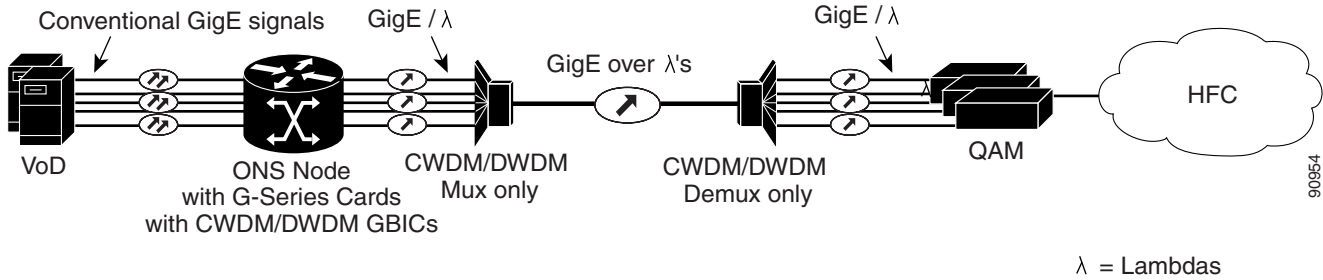 Conventional GigE signals
GigE / λ
GigE over λ's
GigE / λ
λ
HFC
VoD
ONS Node
with G-Series Cards
with CWDM/DWDM GBICs
CWDM/DWDM
Mux only
CWDM/DWDM
Demux only
QAM
90954
λ = Lambdas